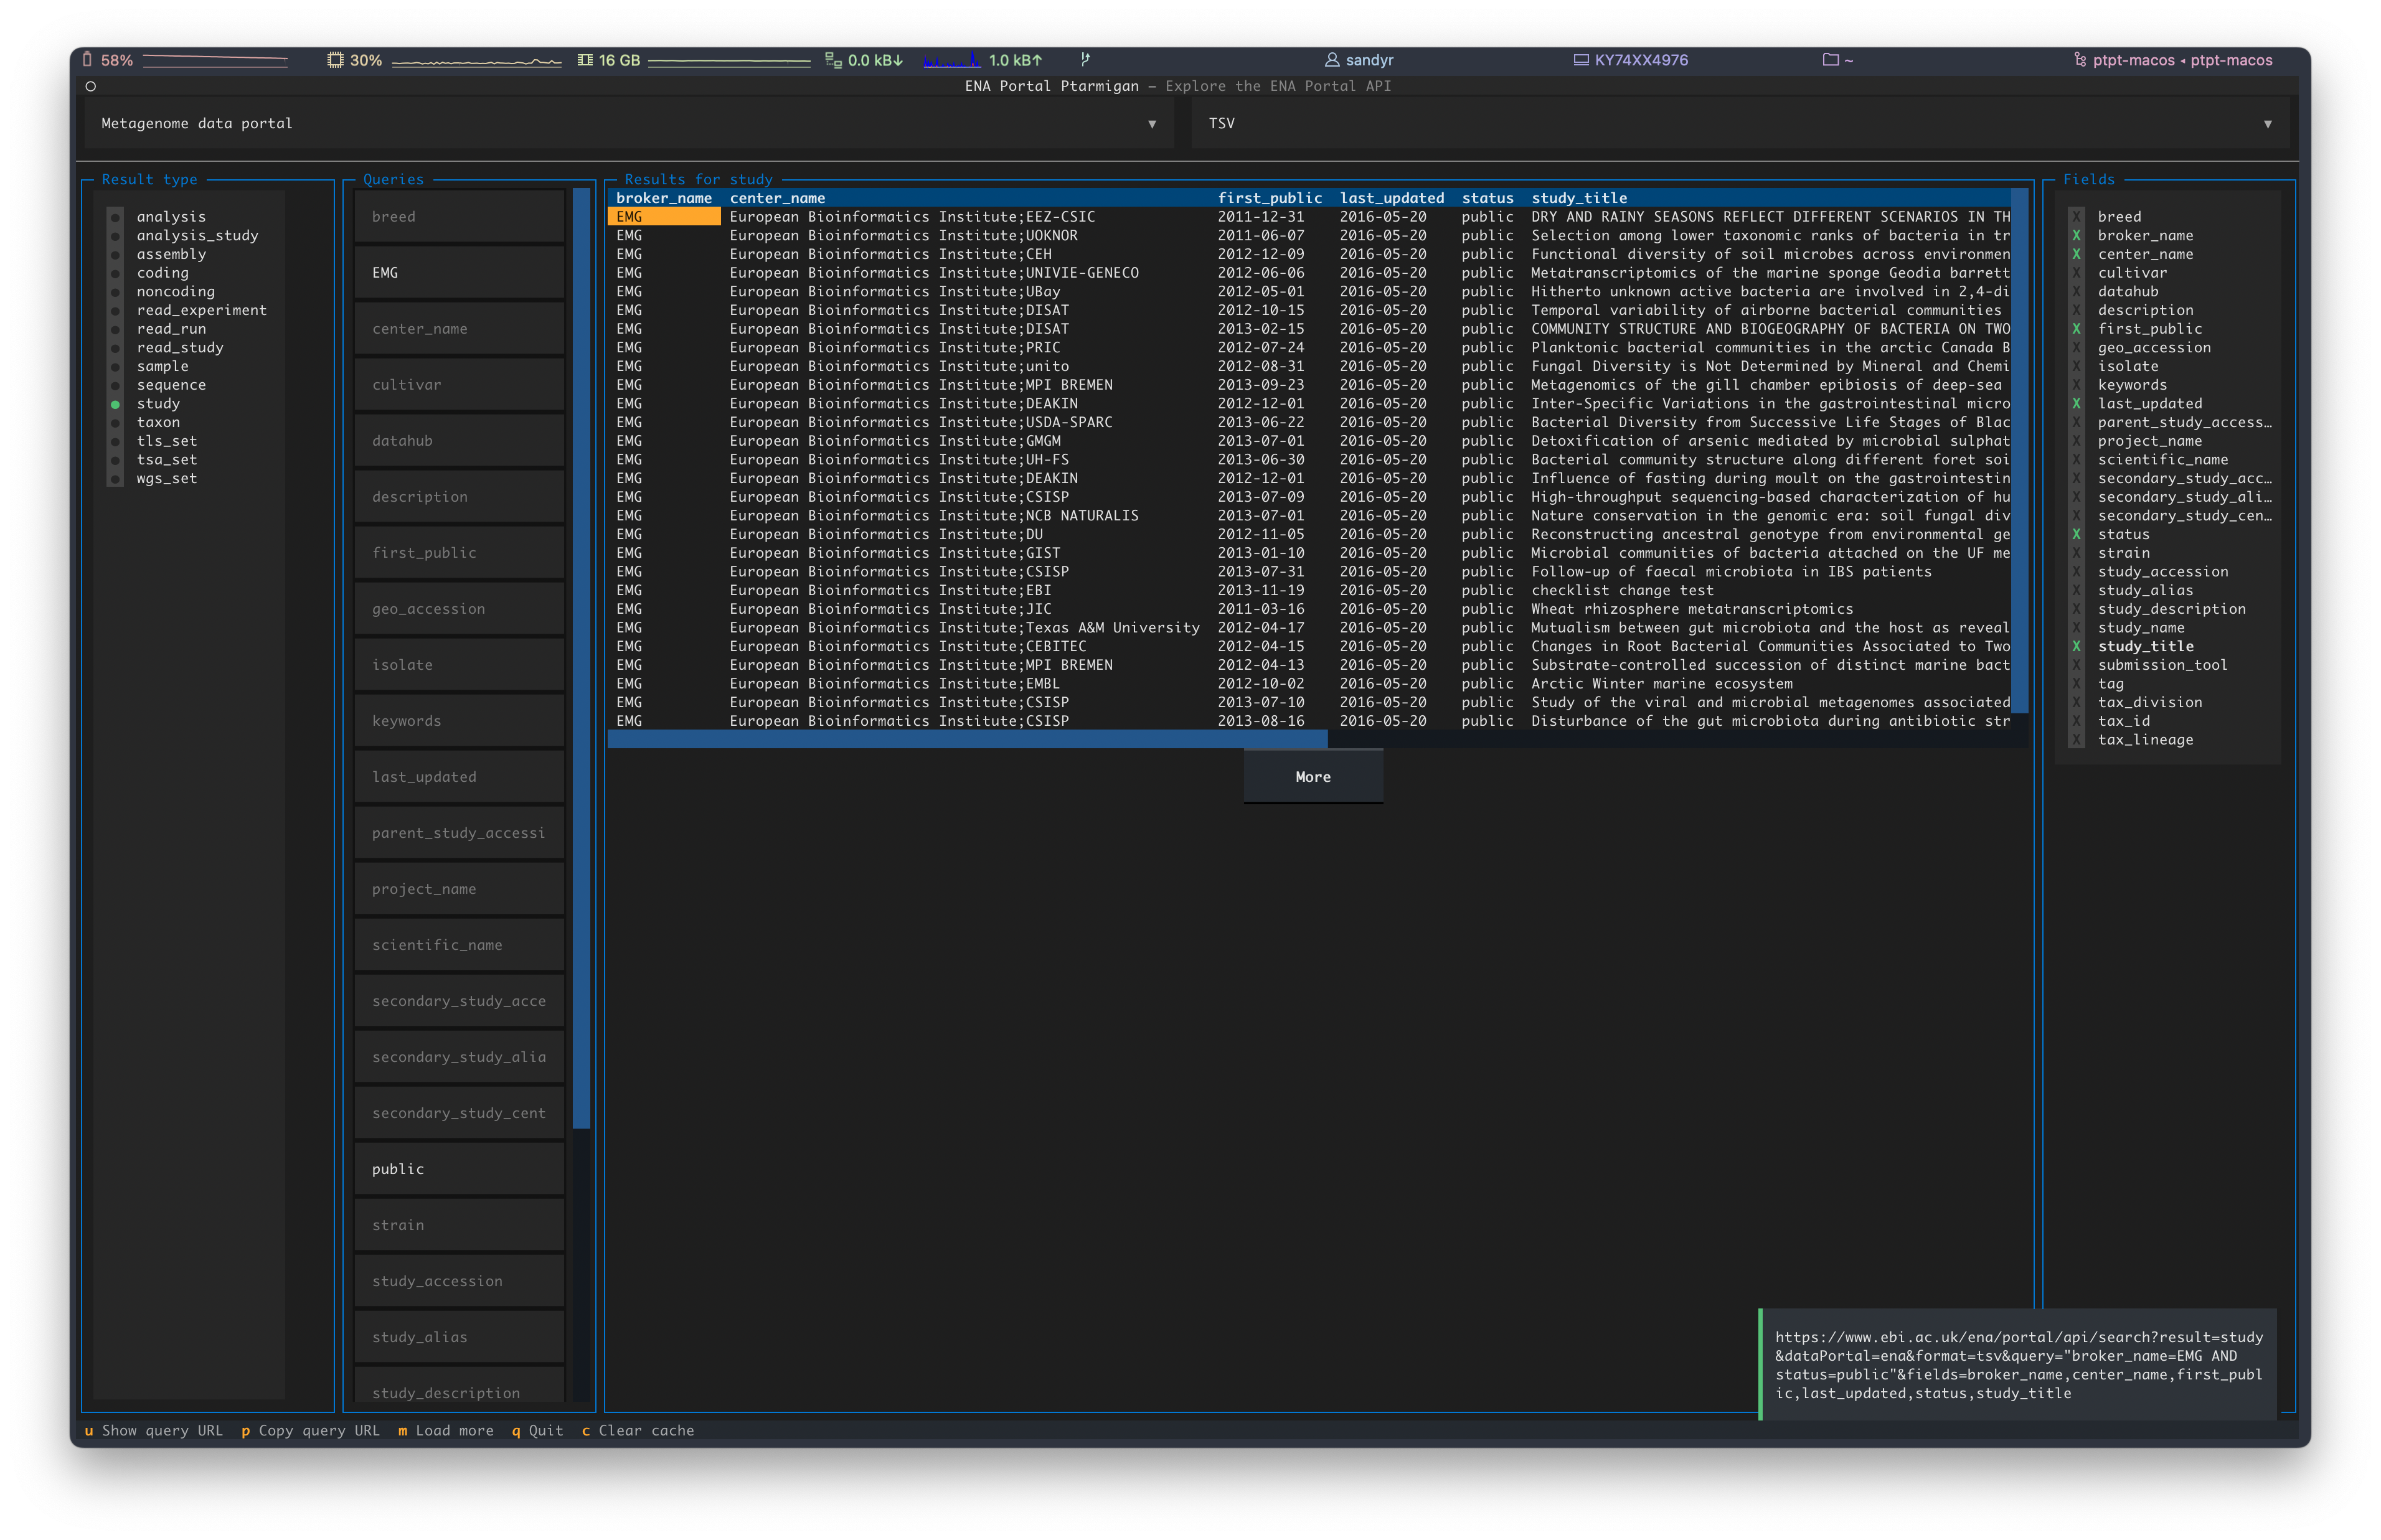 58% 30% 16 GB 0.0 kB↓ 1.0 kB↑ sandyr KY74XX4976 ~ ptpt-macos ◂ ptpt-macos
ENA Portal Ptarmigan — Explore the ENA Portal API
Metagenome data portal ▼ TSV ▼
Result type
analysis
analysis_study
assembly
coding
noncoding
read_experiment
read_run
read_study
sample
sequence
study
taxon
tls_set
tsa_set
wgs_set
Queries
breed
EMG
center_name
cultivar
datahub
description
first_public
geo_accession
isolate
keywords
last_updated
parent_study_accessi
project_name
scientific_name
secondary_study_acce
secondary_study_alia
secondary_study_cent
public
strain
study_accession
study_alias
study_description
Results for study
broker_name center_name first_public last_updated status study_title
EMG European Bioinformatics Institute;EEZ-CSIC 2011-12-31 2016-05-20 public DRY AND RAINY SEASONS REFLECT DIFFERENT SCENARIOS IN TH
EMG European Bioinformatics Institute;UOKNOR 2011-06-07 2016-05-20 public Selection among lower taxonomic ranks of bacteria in tr
EMG European Bioinformatics Institute;CEH 2012-12-09 2016-05-20 public Functional diversity of soil microbes across environmen
EMG European Bioinformatics Institute;UNIVIE-GENECO 2012-06-06 2016-05-20 public Metatranscriptomics of the marine sponge Geodia barrett
EMG European Bioinformatics Institute;UBay 2012-05-01 2016-05-20 public Hitherto unknown active bacteria are involved in 2,4-di
EMG European Bioinformatics Institute;DISAT 2012-10-15 2016-05-20 public Temporal variability of airborne bacterial communities
EMG European Bioinformatics Institute;DISAT 2013-02-15 2016-05-20 public COMMUNITY STRUCTURE AND BIOGEOGRAPHY OF BACTERIA ON TWO
EMG European Bioinformatics Institute;PRIC 2012-07-24 2016-05-20 public Planktonic bacterial communities in the arctic Canada B
EMG European Bioinformatics Institute;unito 2012-08-31 2016-05-20 public Fungal Diversity is Not Determined by Mineral and Chemi
EMG European Bioinformatics Institute;MPI BREMEN 2013-09-23 2016-05-20 public Metagenomics of the gill chamber epibiosis of deep-sea
EMG European Bioinformatics Institute;DEAKIN 2012-12-01 2016-05-20 public Inter-Specific Variations in the gastrointestinal micro
EMG European Bioinformatics Institute;USDA-SPARC 2013-06-22 2016-05-20 public Bacterial Diversity from Successive Life Stages of Blac
EMG European Bioinformatics Institute;GMGM 2013-07-01 2016-05-20 public Detoxification of arsenic mediated by microbial sulphat
EMG European Bioinformatics Institute;UH-FS 2013-06-30 2016-05-20 public Bacterial community structure along different foret soi
EMG European Bioinformatics Institute;DEAKIN 2012-12-01 2016-05-20 public Influence of fasting during moult on the gastrointestin
EMG European Bioinformatics Institute;CSISP 2013-07-09 2016-05-20 public High-throughput sequencing-based characterization of hu
EMG European Bioinformatics Institute;NCB NATURALIS 2013-07-01 2016-05-20 public Nature conservation in the genomic era: soil fungal div
EMG European Bioinformatics Institute;DU 2012-11-05 2016-05-20 public Reconstructing ancestral genotype from environmental ge
EMG European Bioinformatics Institute;GIST 2013-01-10 2016-05-20 public Microbial communities of bacteria attached on the UF me
EMG European Bioinformatics Institute;CSISP 2013-07-31 2016-05-20 public Follow-up of faecal microbiota in IBS patients
EMG European Bioinformatics Institute;EBI 2013-11-19 2016-05-20 public checklist change test
EMG European Bioinformatics Institute;JIC 2011-03-16 2016-05-20 public Wheat rhizosphere metatranscriptomics
EMG European Bioinformatics Institute;Texas A&M University 2012-04-17 2016-05-20 public Mutualism between gut microbiota and the host as reveal
EMG European Bioinformatics Institute;CEBITEC 2012-04-15 2016-05-20 public Changes in Root Bacterial Communities Associated to Two
EMG European Bioinformatics Institute;MPI BREMEN 2012-04-13 2016-05-20 public Substrate-controlled succession of distinct marine bact
EMG European Bioinformatics Institute;EMBL 2012-10-02 2016-05-20 public Arctic Winter marine ecosystem
EMG European Bioinformatics Institute;CSISP 2013-07-10 2016-05-20 public Study of the viral and microbial metagenomes associated
EMG European Bioinformatics Institute;CSISP 2013-08-16 2016-05-20 public Disturbance of the gut microbiota during antibiotic str
More
Fields
X breed
X broker_name
X center_name
X cultivar
X datahub
X description
X first_public
X geo_accession
X isolate
X keywords
X last_updated
X parent_study_access…
X project_name
X scientific_name
X secondary_study_acc…
X secondary_study_ali…
X secondary_study_cen…
X status
X strain
X study_accession
X study_alias
X study_description
X study_name
X study_title
X submission_tool
X tag
X tax_division
X tax_id
X tax_lineage
https://www.ebi.ac.uk/ena/portal/api/search?result=study
&dataPortal=ena&format=tsv&query="broker_name=EMG AND
status=public"&fields=broker_name,center_name,first_publ
ic,last_updated,status,study_title
u Show query URL p Copy query URL m Load more q Quit c Clear cache